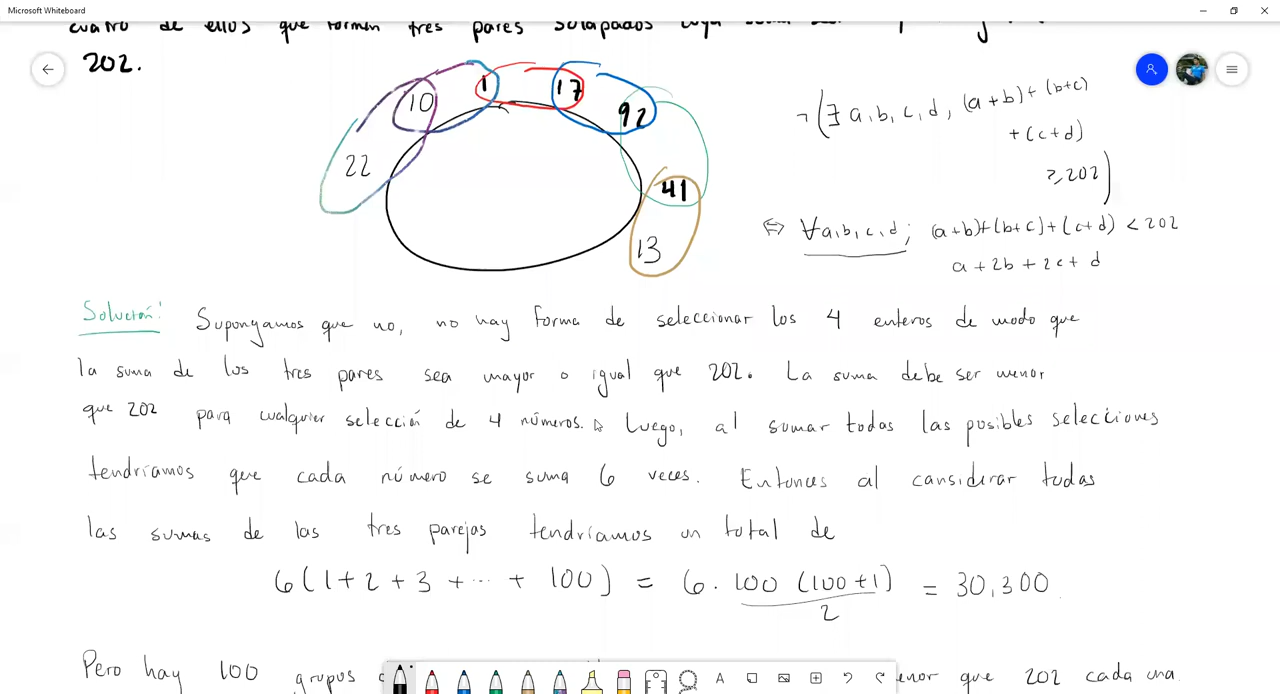 Microsoft Whiteboard
cuatro de ellos que formen tres pares solapados cuya
202.
10 1 17 92
22 41
13
¬(∃ a,b,c,d, (a+b)+(b+c)
+(c+d)
≥202)
⇔ ∀a,b,c,d; (a+b)+(b+c)+(c+d) < 202
a + 2b + 2c + d
Solución: Supongamos que no, no hay forma de seleccionar los 4 enteros de modo que
la suma de los tres pares sea mayor o igual que 202. La suma debe ser menor
que 202 para cualquier selección de 4 números. Luego, al sumar todas las posibles selecciones
tendríamos que cada número se suma 6 veces. Entonces al considerar todas
las sumas de las tres parejas tendríamos un total de
6(1+2+3+⋯+100) = 6 · 100 (100+1) / 2 = 30,300
Pero hay 100 grupos que 202 cada una.